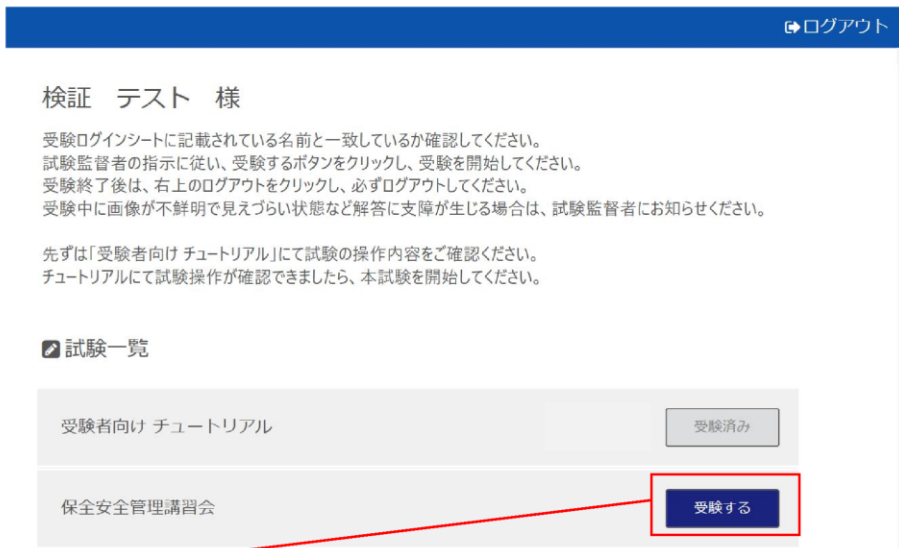 ログアウト
検証　テスト　様
受験ログインシートに記載されている名前と一致しているか確認してください。
試験監督者の指示に従い、受験するボタンをクリックし、受験を開始してください。
受験終了後は、右上のログアウトをクリックし、必ずログアウトしてください。
受験中に画像が不鮮明で見えづらい状態など解答に支障が生じる場合は、試験監督者にお知らせください。
先ずは「受験者向け チュートリアル」にて試験の操作内容をご確認ください。
チュートリアルにて試験操作が確認できましたら、本試験を開始してください。
試験一覧
受験者向け チュートリアル
受験済み
保全安全管理講習会
受験する